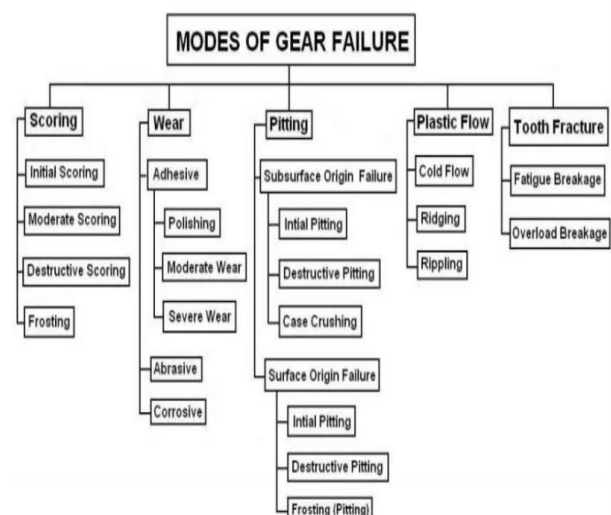 MODES OF GEAR FAILURE
Scoring
Initial Scoring
Moderate Scoring
Destructive Scoring
Frosting
Wear
Adhesive
Polishing
Moderate Wear
Severe Wear
Abrasive
Corrosive
Pitting
Subsurface Origin Failure
Intial Pitting
Destructive Pitting
Case Crushing
Surface Origin Failure
Intial Pitting
Destructive Pitting
Frosting (Pitting)
Plastic Flow
Cold Flow
Ridging
Rippling
Tooth Fracture
Fatigue Breakage
Overload Breakage